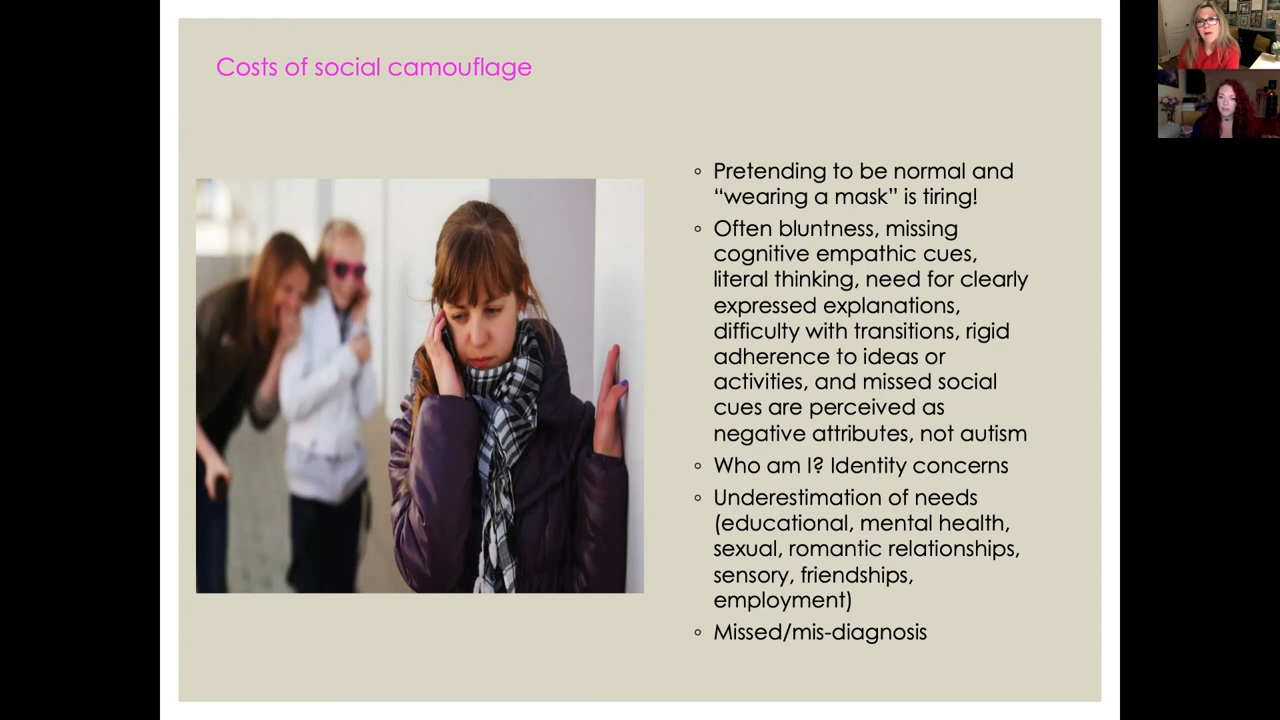 Costs of social camouflage
◦ Pretending to be normal and
“wearing a mask” is tiring!
◦ Often bluntness, missing
cognitive empathic cues,
literal thinking, need for clearly
expressed explanations,
difficulty with transitions, rigid
adherence to ideas or
activities, and missed social
cues are perceived as
negative attributes, not autism
◦ Who am I? Identity concerns
◦ Underestimation of needs
(educational, mental health,
sexual, romantic relationships,
sensory, friendships,
employment)
◦ Missed/mis-diagnosis